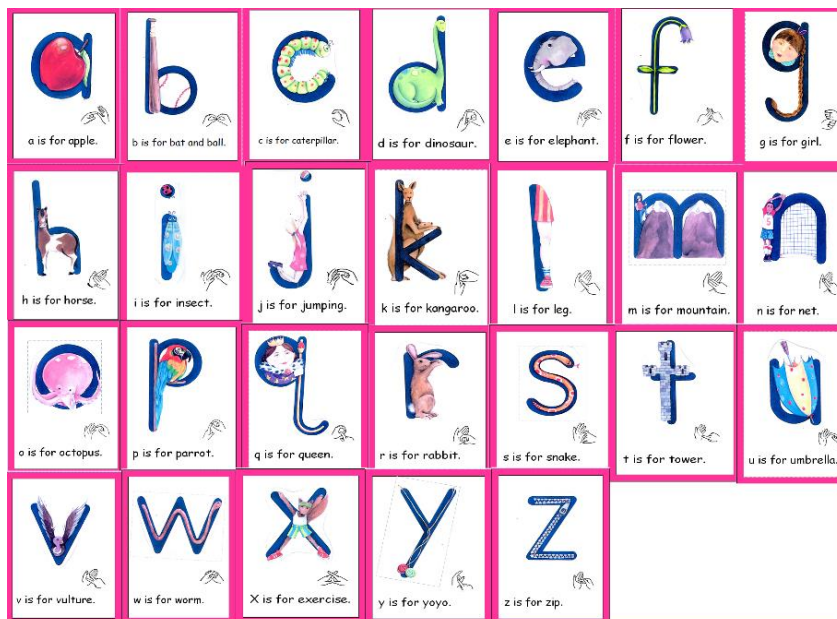 a is for apple.
b is for bat and ball.
c is for caterpillar.
d is for dinosaur.
e is for elephant.
f is for flower.
g is for girl.
h is for horse.
i is for insect.
j is for jumping.
k is for kangaroo.
l is for leg.
m is for mountain.
n is for net.
o is for octopus.
p is for parrot.
q is for queen.
r is for rabbit.
s is for snake.
t is for tower.
u is for umbrella.
v is for vulture.
w is for worm.
X is for exercise.
y is for yoyo.
z is for zip.